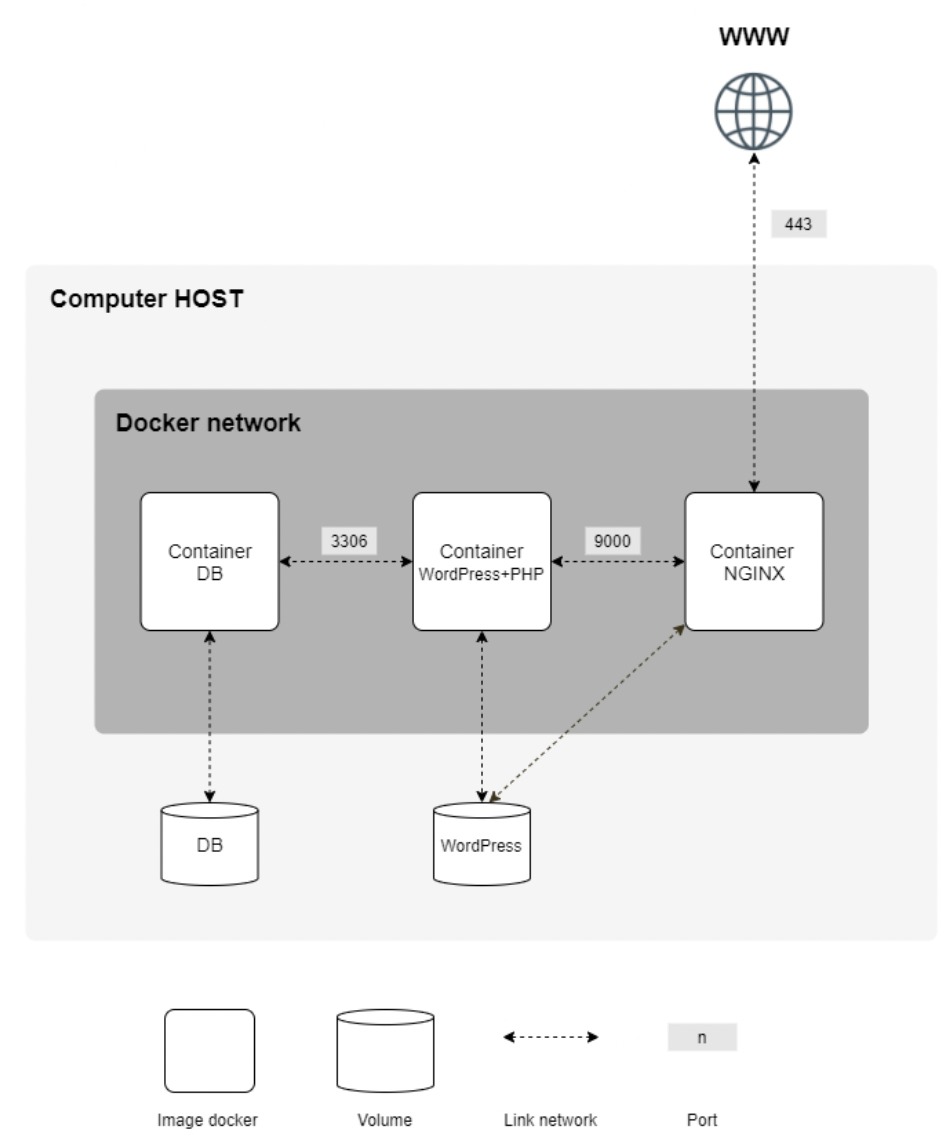 WWW
443
Computer HOST
Docker network
Container
DB
3306
Container
WordPress+PHP
9000
Container
NGINX
DB
WordPress
n
Image docker
Volume
Link network
Port